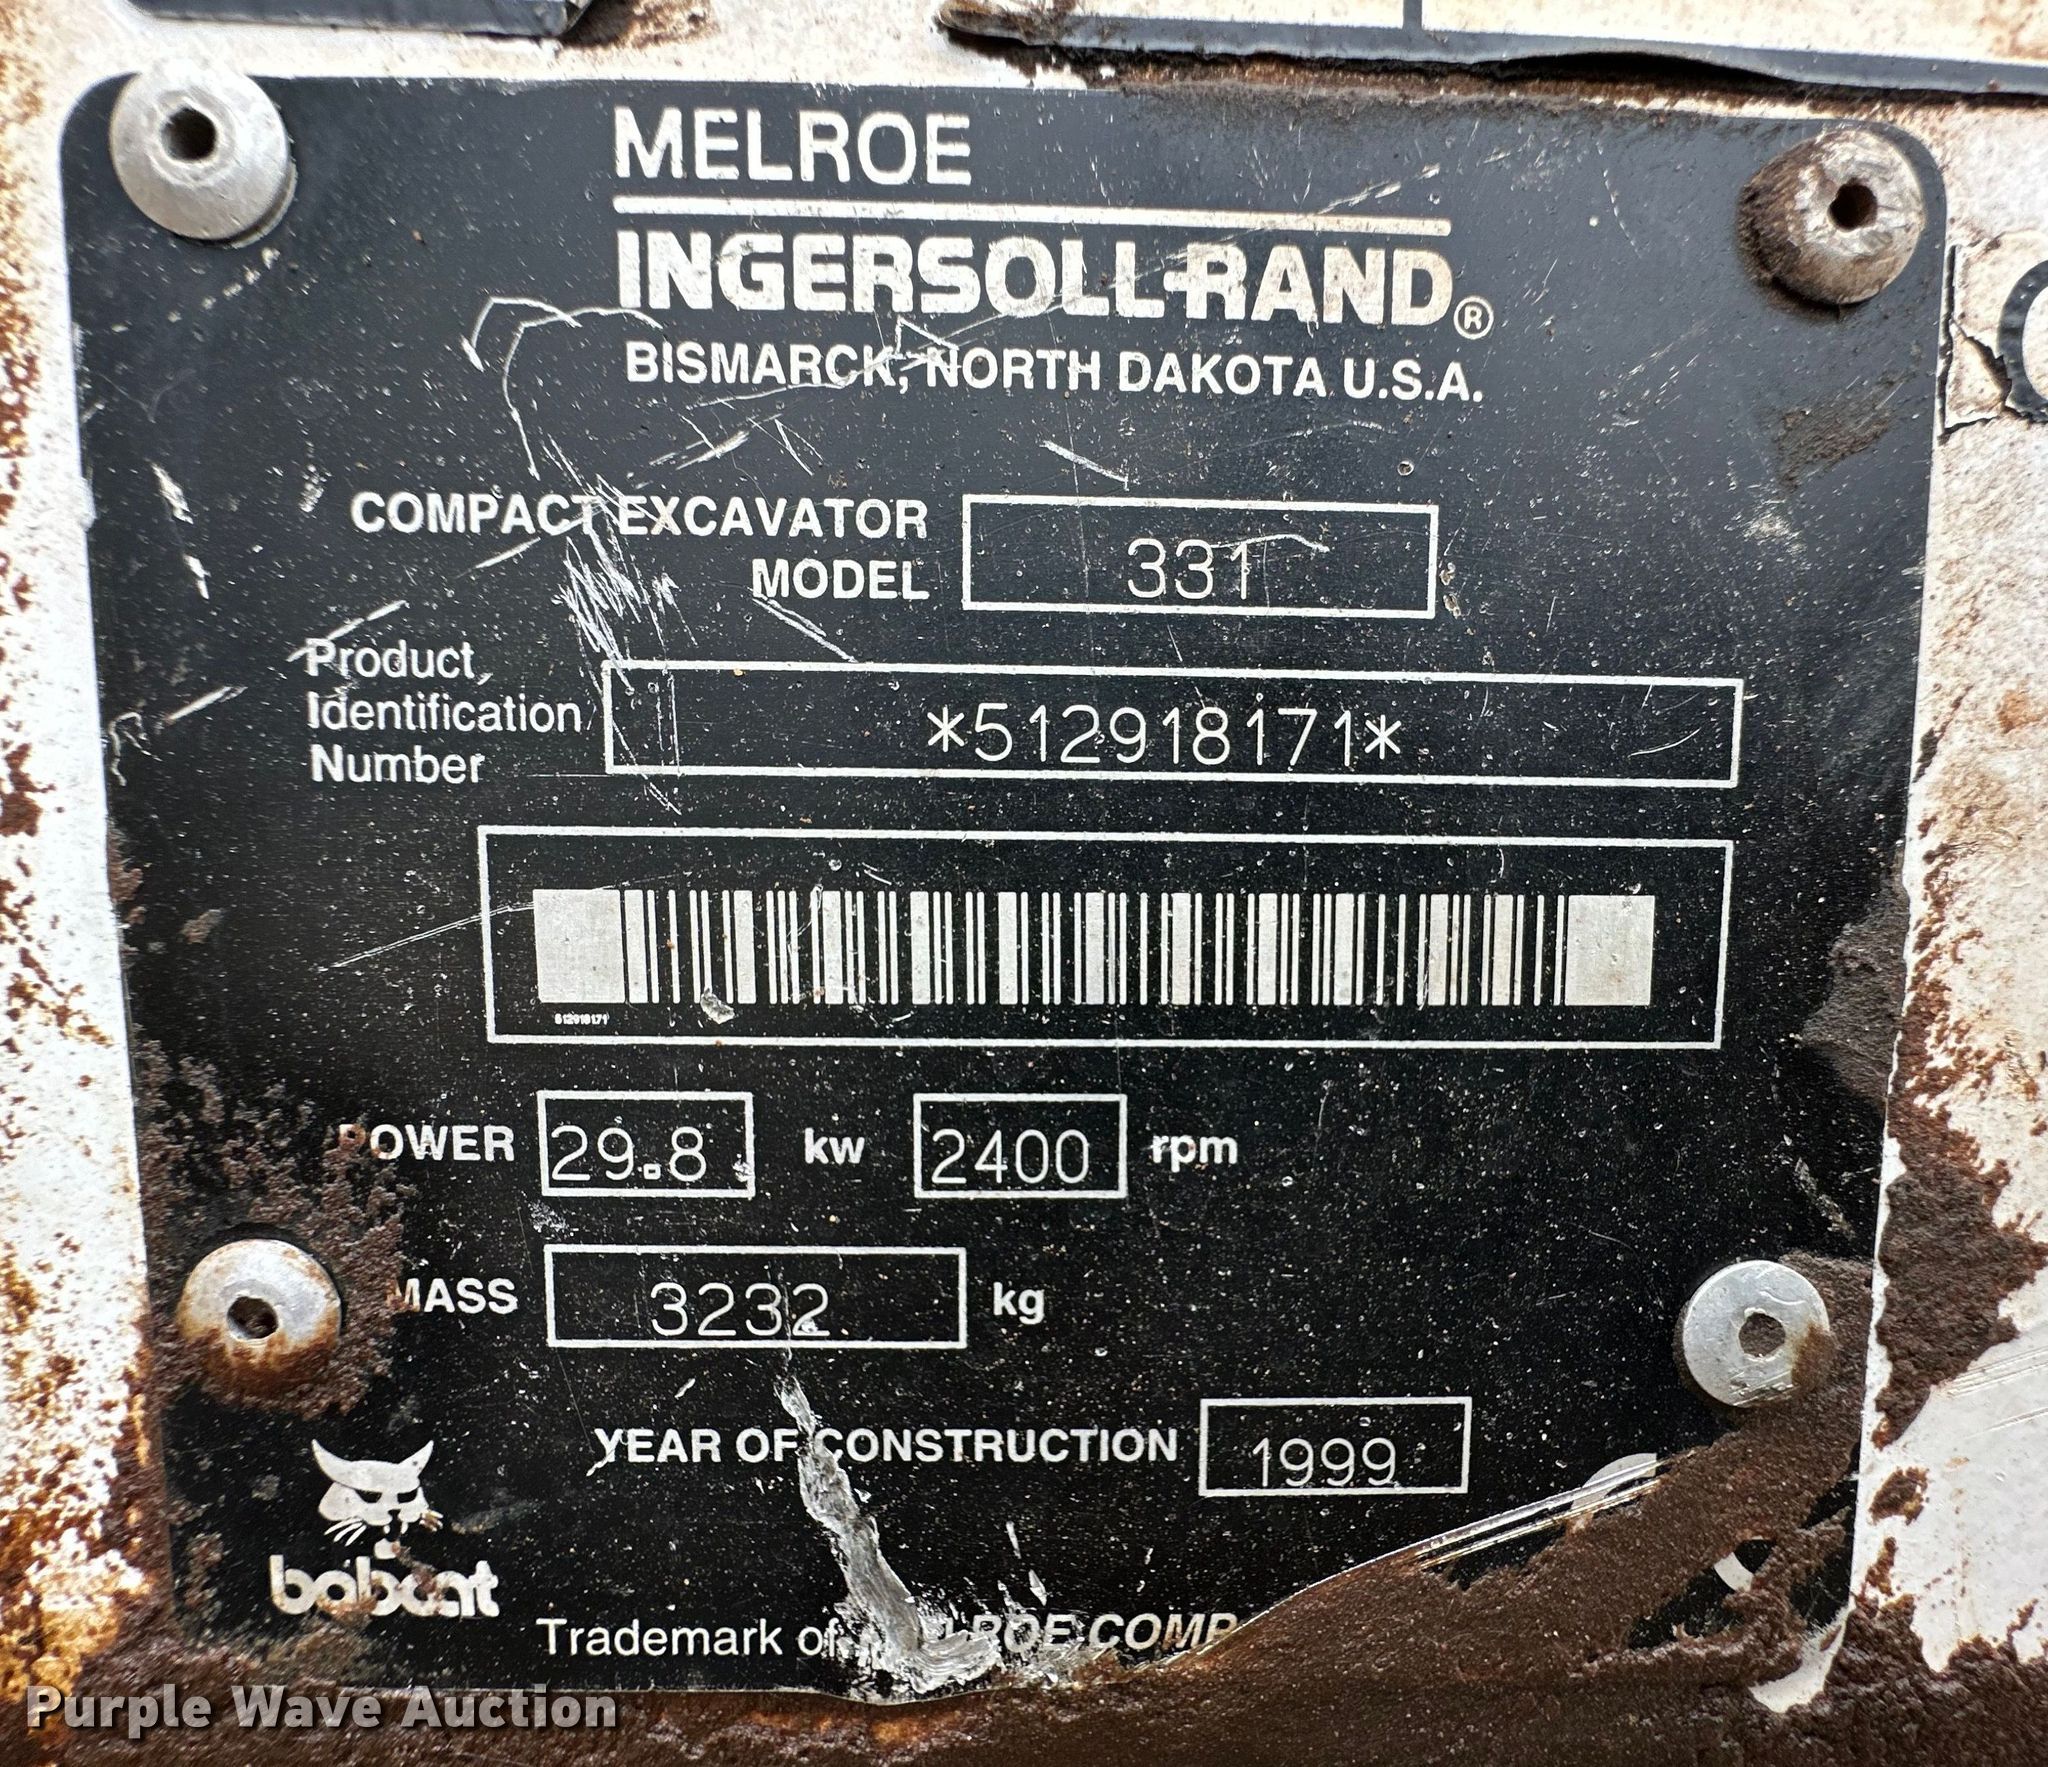 MELROE
INGERSOLL-RAND®
BISMARCK, NORTH DAKOTA U.S.A.
COMPACT EXCAVATOR
MODEL 331
Product
Identification
Number *512918171*
512918171
POWER 29.8 kw 2400 rpm
MASS 3232 kg
YEAR OF CONSTRUCTION 1999
bobcat
Trademark of
Purple Wave Auction